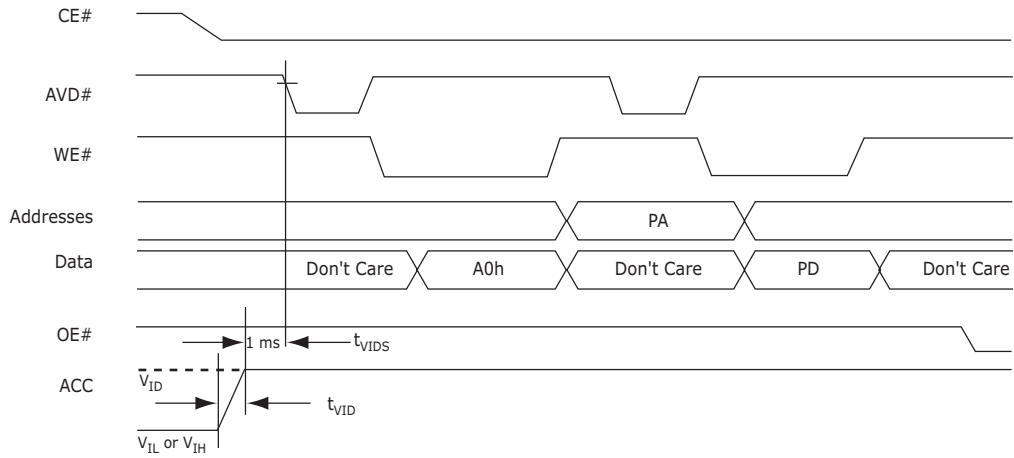 CE#
AVD#
WE#
Addresses PA
Data Don't Care A0h Don't Care PD Don't Care
OE# 1 ms tVIDS
ACC VID
tVID
VIL or VIH